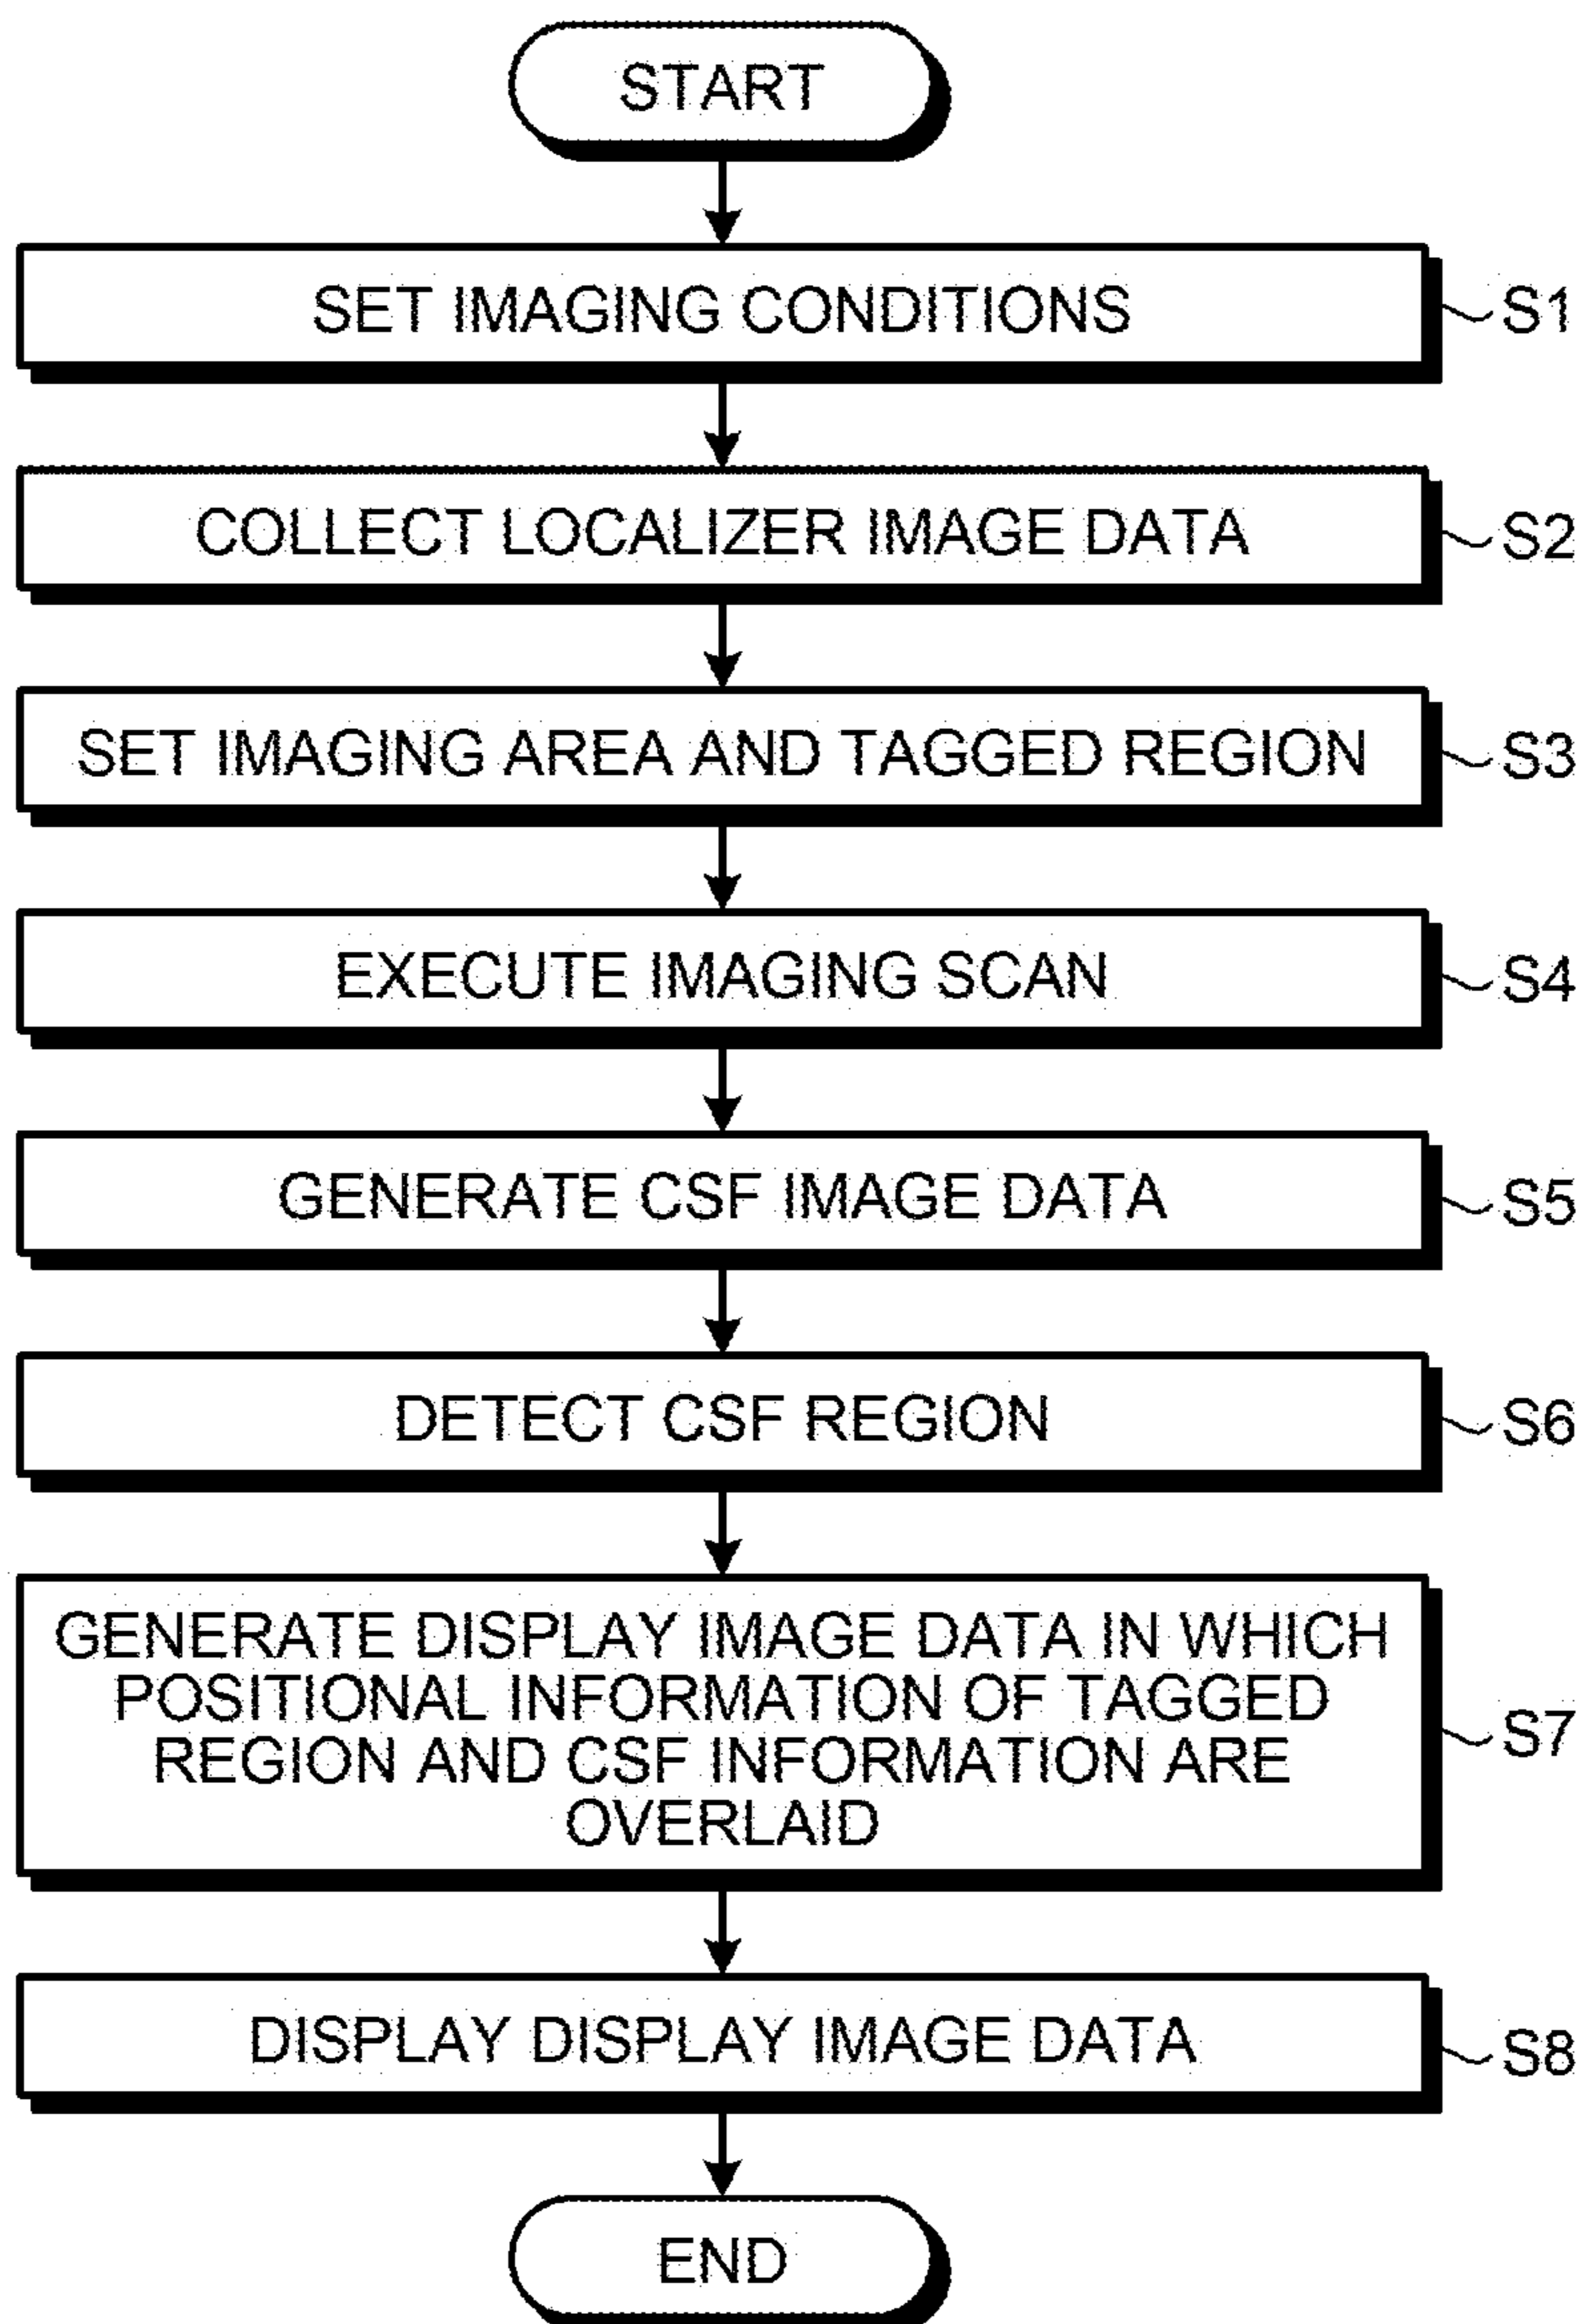 START
SET IMAGING CONDITIONS
S1
COLLECT LOCALIZER IMAGE DATA
S2
SET IMAGING AREA AND TAGGED REGION
S3
EXECUTE IMAGING SCAN
S4
GENERATE CSF IMAGE DATA
S5
DETECT CSF REGION
S6
GENERATE DISPLAY IMAGE DATA IN WHICH
POSITIONAL INFORMATION OF TAGGED
REGION AND CSF INFORMATION ARE
OVERLAID
S7
DISPLAY DISPLAY IMAGE DATA
S8
END